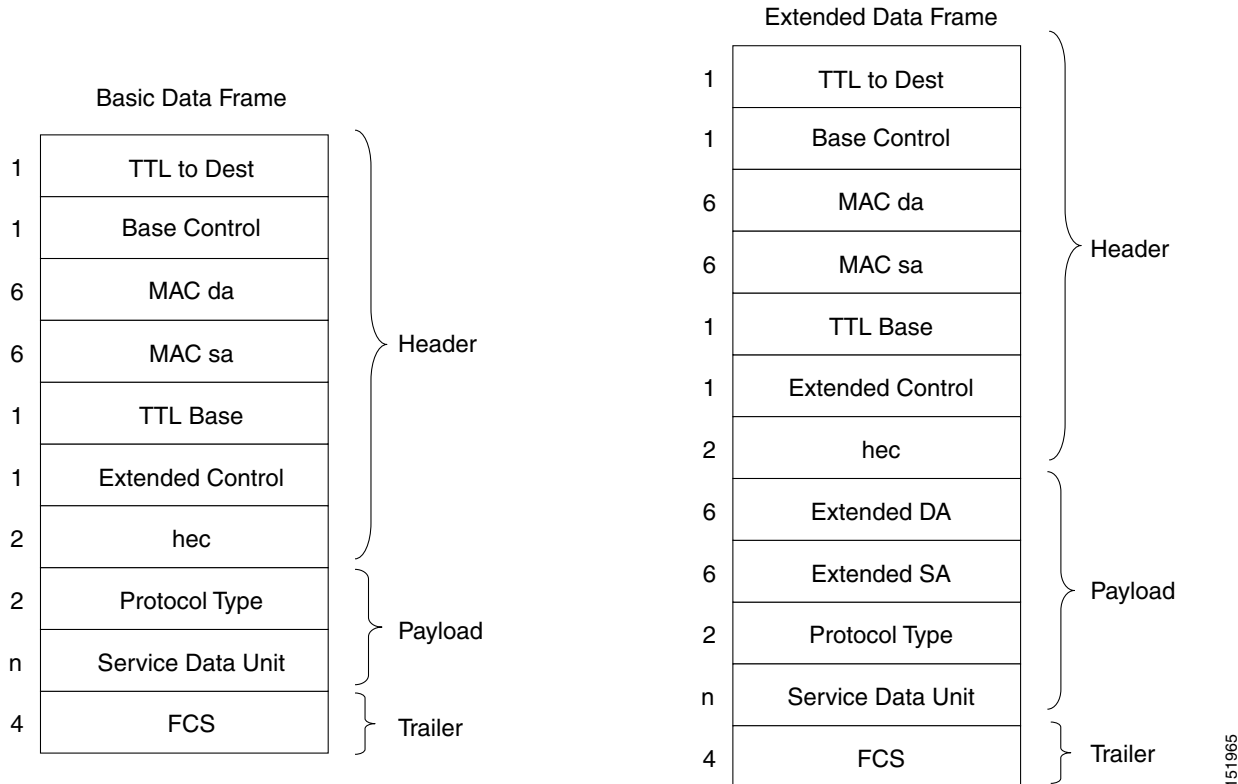 Basic Data Frame
1 TTL to Dest
1 Base Control
6 MAC da
6 MAC sa
1 TTL Base
1 Extended Control
2 hec
2 Protocol Type
n Service Data Unit
4 FCS
Header
Payload
Trailer
Extended Data Frame
1 TTL to Dest
1 Base Control
6 MAC da
6 MAC sa
1 TTL Base
1 Extended Control
2 hec
6 Extended DA
6 Extended SA
2 Protocol Type
n Service Data Unit
4 FCS
Header
Payload
Trailer
151965